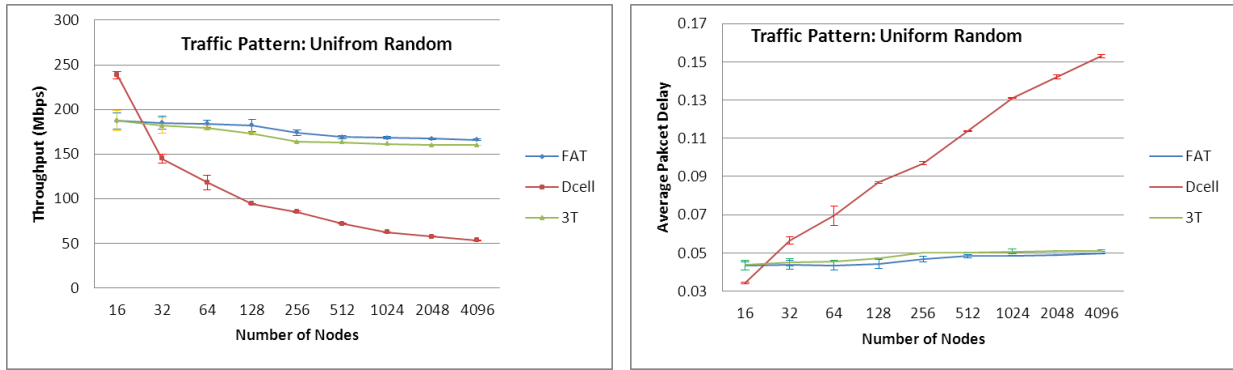 Traffic Pattern: Unifrom Random
Throughput (Mbps)
300
250
200
150
100
50
0
16 32 64 128 256 512 1024 2048 4096
Number of Nodes
FAT
Dcell
3T
Traffic Pattern: Uniform Random
Average Pakcet Delay
0.17
0.15
0.13
0.11
0.09
0.07
0.05
0.03
16 32 64 128 256 512 1024 2048 4096
Number of Nodes
FAT
Dcell
3T